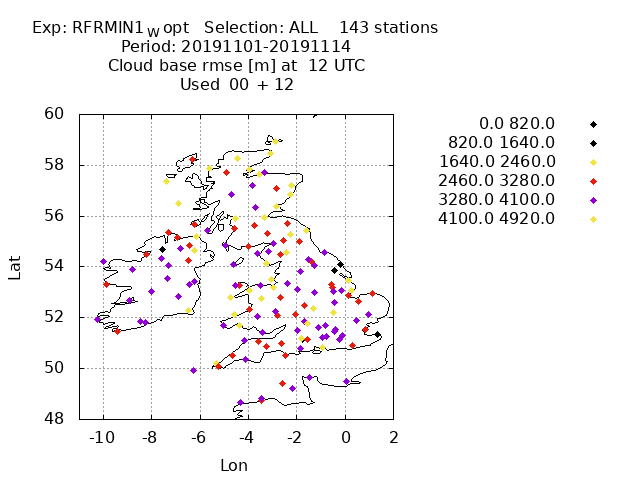 Exp: RFRMIN1w opt Selection: ALL 143 stations
Period: 20191101-20191114
Cloud base rmse [m] at 12 UTC
Used 00 + 12
0.0 820.0
820.0 1640.0
1640.0 2460.0
2460.0 3280.0
3280.0 4100.0
4100.0 4920.0
60
58
56
54
52
50
48
Lat
-10 -8 -6 -4 -2 0 2
Lon